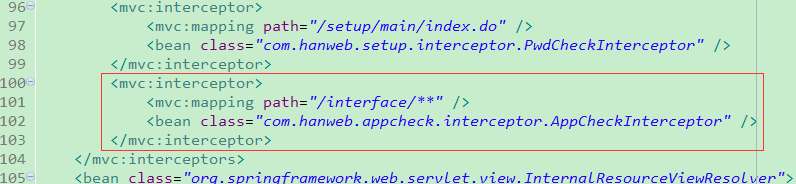 96 <mvc:interceptor>
97 <mvc:mapping path="/setup/main/index.do" />
98 <bean class="com.hanweb.setup.interceptor.PwdCheckInterceptor" />
99 </mvc:interceptor>
100 <mvc:interceptor>
101 <mvc:mapping path="/interface/**" />
102 <bean class="com.hanweb.appcheck.interceptor.AppCheckInterceptor" />
103 </mvc:interceptor>
104 </mvc:interceptors>
105 <bean class="org.springframework.web.servlet.view.InternalResourceViewResolver">